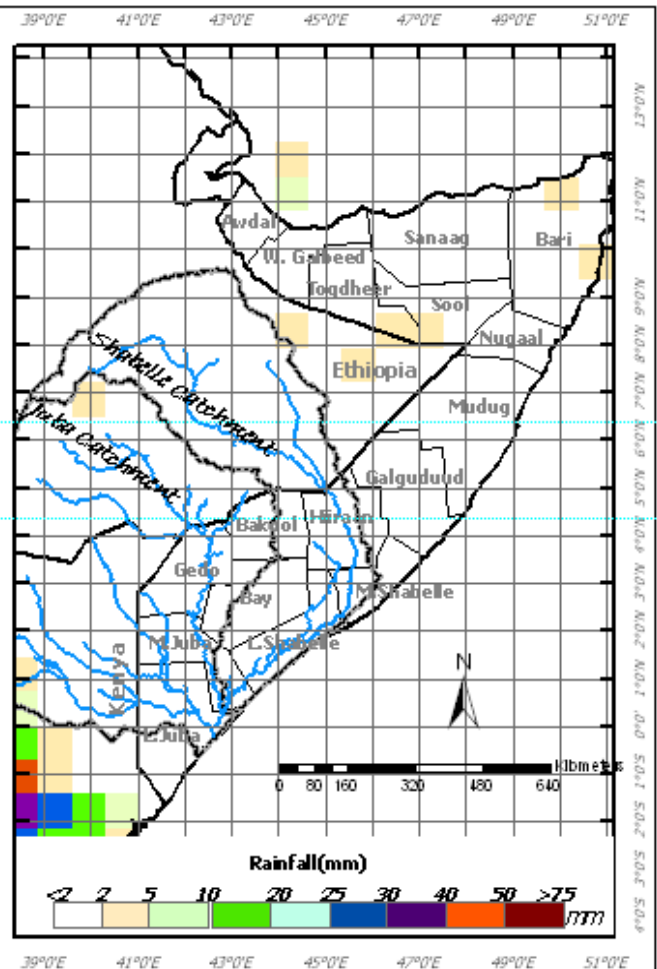 39°0'E 41°0'E 43°0'E 45°0'E 47°0'E 49°0'E 51°0'E
13°0'N
11°0'N
Awdal
Sanaag
Bari
W. Galbeed
Togdheer
Sool
9°0'N
Nugaal
8°0'N
Ethiopia
Shabelle Catchment
7°0'N
Mudug
Juba Catchment
6°0'N
Galguduud
5°0'N
Hiraan
Bakool
4°0'N
Gedo
3°0'N
Bay
M.Shabelle
2°0'N
M.Juba
L.Shabelle
Kenya
1°0'N
N
0°0'
L.Juba
Kilometers
0 80 160 320 480 640
1°0'S
2°0'S
3°0'S
Rainfall(mm)
<2 2 5 10 20 25 30 40 50 >75
mm
4°0'S
39°0'E 41°0'E 43°0'E 45°0'E 47°0'E 49°0'E 51°0'E